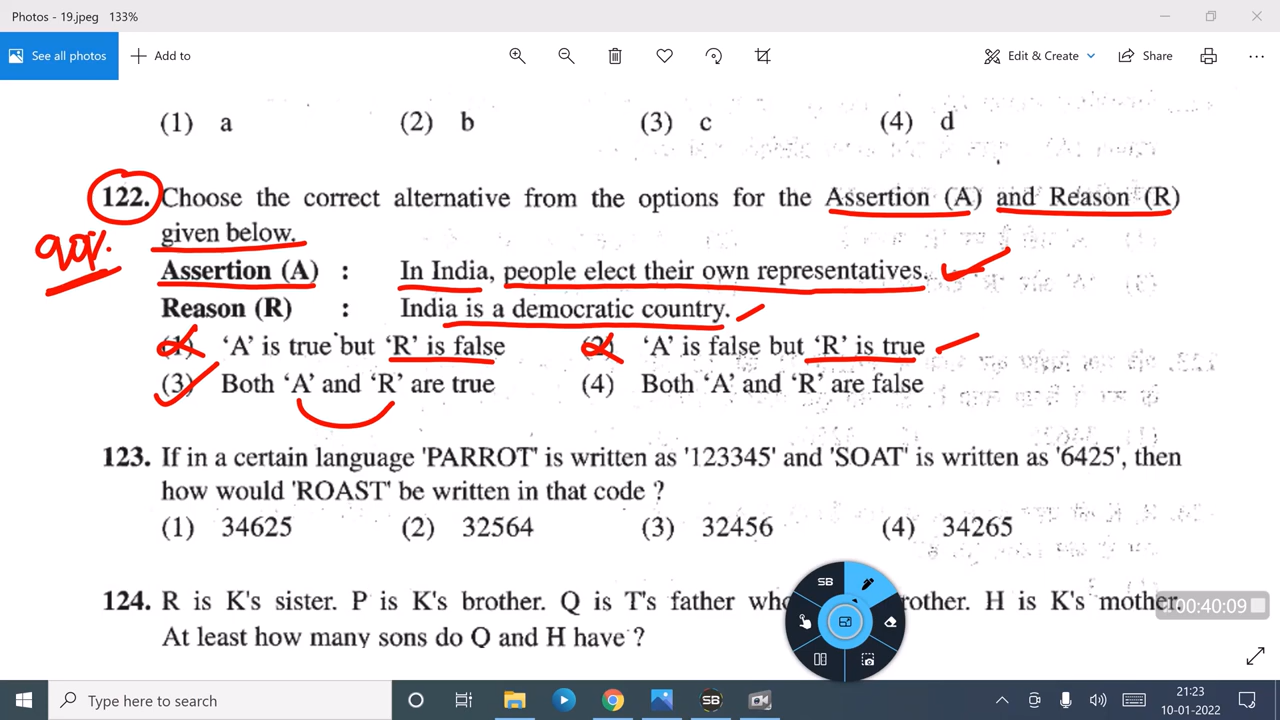 Photos - 19.jpeg 133%
See all photos
Add to
Edit & Create
Share
(1) a (2) b (3) c (4) d
122. Choose the correct alternative from the options for the Assertion (A) and Reason (R)
given below.
Assertion (A) : In India, people elect their own representatives.
Reason (R) : India is a democratic country.
(1) 'A' is true but 'R' is false (2) 'A' is false but 'R' is true
(3) Both 'A' and 'R' are true (4) Both 'A' and 'R' are false
123. If in a certain language 'PARROT' is written as '123345' and 'SOAT' is written as '6425', then
how would 'ROAST' be written in that code ?
(1) 34625 (2) 32564 (3) 32456 (4) 34265
124. R is K's sister. P is K's brother. Q is T's father H is K's mother.
At least how many sons do Q and H have ?
SB
00:40:09
Type here to search
SB
21:23
10-01-2022